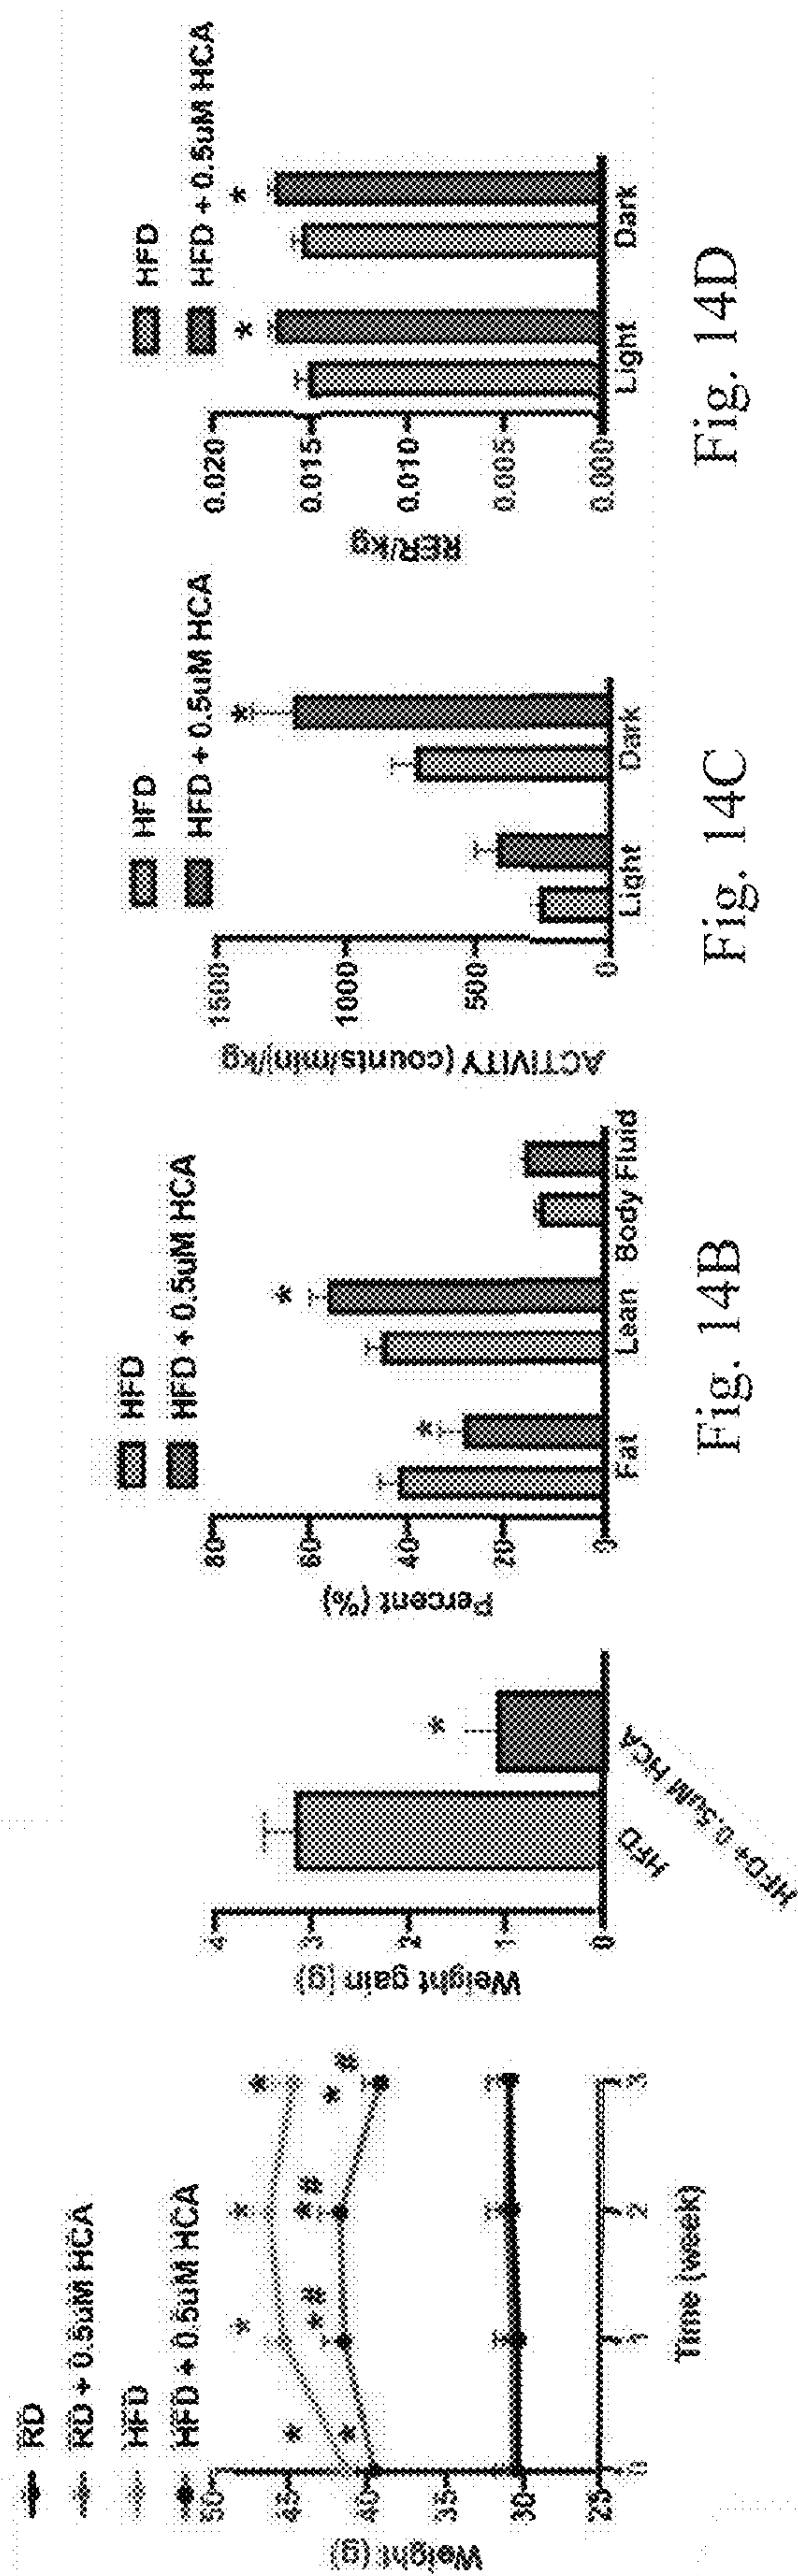 RD
RD + 0.5uM HCA
HFD
HFD + 0.5uM HCA
Weight (g)
50
45
40
35
30
25
0
1
2
3
Time (week)
*
*
*
* #
*
* #
*
* #
Weight gain (g)
4
3
2
1
0
*
HFD
HFD+ 0.5uM HCA
HFD
HFD + 0.5uM HCA
Percent (%)
80
60
40
20
0
*
*
Fat
Lean
Body Fluid
Fig. 14B
HFD
HFD + 0.5uM HCA
ACTIVITY (counts/min)/kg
1500
1000
500
0
*
Light
Dark
Fig. 14C
HFD
HFD + 0.5uM HCA
RER/kg
0.020
0.015
0.010
0.005
0.000
*
*
Light
Dark
Fig. 14D